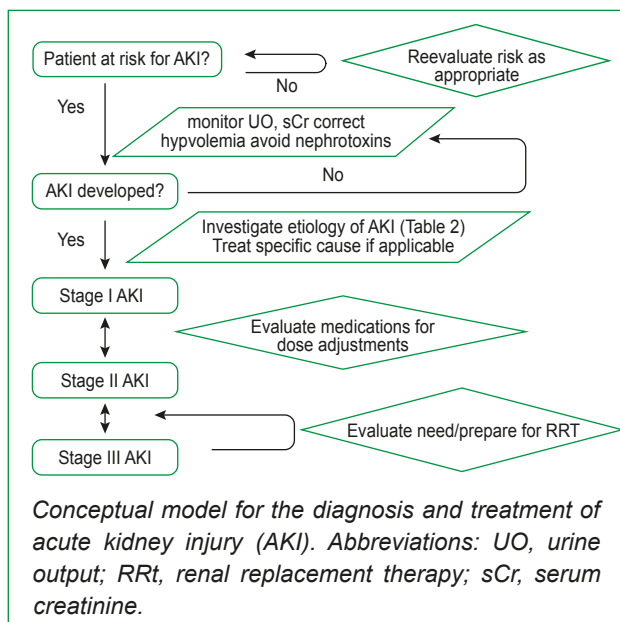 Patient at risk for AKI?
Reevaluate risk as
appropriate
No
Yes
monitor UO, sCr correct
hypvolemia avoid nephrotoxins
AKI developed?
No
Yes
Investigate etiology of AKI (Table 2)
Treat specific cause if applicable
Stage I AKI
Evaluate medications for
dose adjustments
Stage II AKI
Evaluate need/prepare for RRT
Stage III AKI
Conceptual model for the diagnosis and treatment of
acute kidney injury (AKI). Abbreviations: UO, urine
output; RRt, renal replacement therapy; sCr, serum
creatinine.